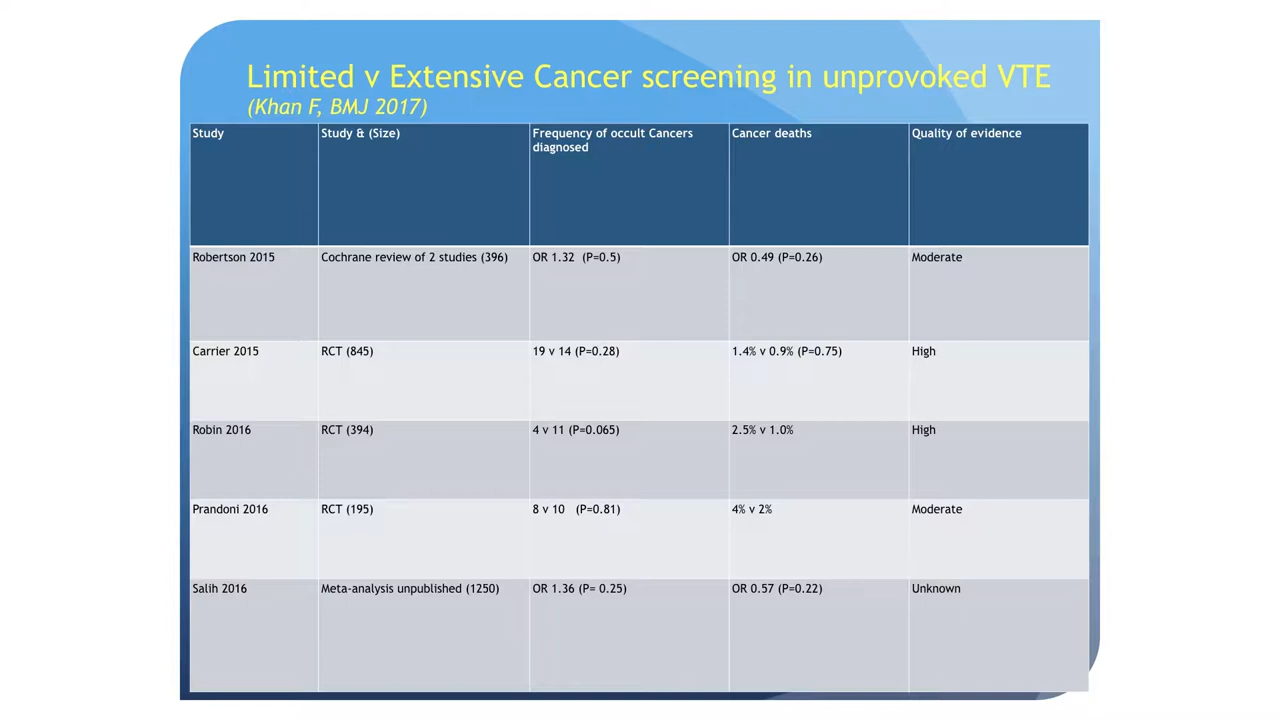 Limited v Extensive Cancer screening in unprovoked VTE
(Khan F, BMJ 2017)
Study
Study & (Size)
Frequency of occult Cancers
diagnosed
Cancer deaths
Quality of evidence
Robertson 2015
Cochrane review of 2 studies (396)
OR 1.32 (P=0.5)
OR 0.49 (P=0.26)
Moderate
Carrier 2015
RCT (845)
19 v 14 (P=0.28)
1.4% v 0.9% (P=0.75)
High
Robin 2016
RCT (394)
4 v 11 (P=0.065)
2.5% v 1.0%
High
Prandoni 2016
RCT (195)
8 v 10 (P=0.81)
4% v 2%
Moderate
Salih 2016
Meta-analysis unpublished (1250)
OR 1.36 (P= 0.25)
OR 0.57 (P=0.22)
Unknown